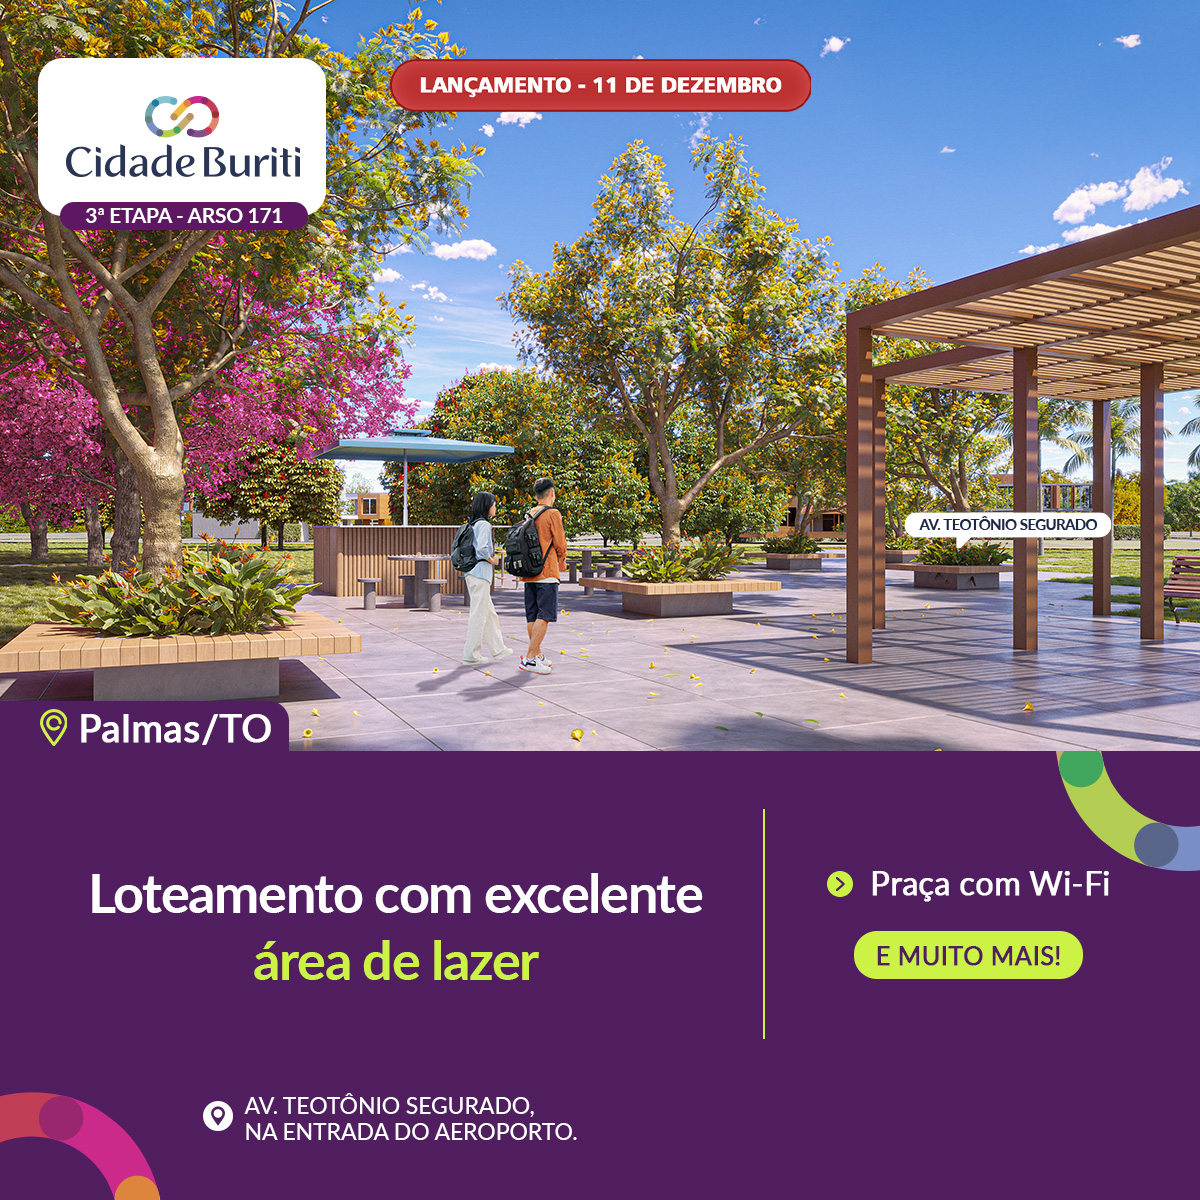 LANÇAMENTO - 11 DE DEZEMBRO
Cidade Buriti
3ª ETAPA - ARSO 171
AV. TEOTÔNIO SEGURADO
Palmas/TO
Loteamento com excelente
área de lazer
Praça com Wi-Fi
E MUITO MAIS!
AV. TEOTÔNIO SEGURADO,
NA ENTRADA DO AEROPORTO.